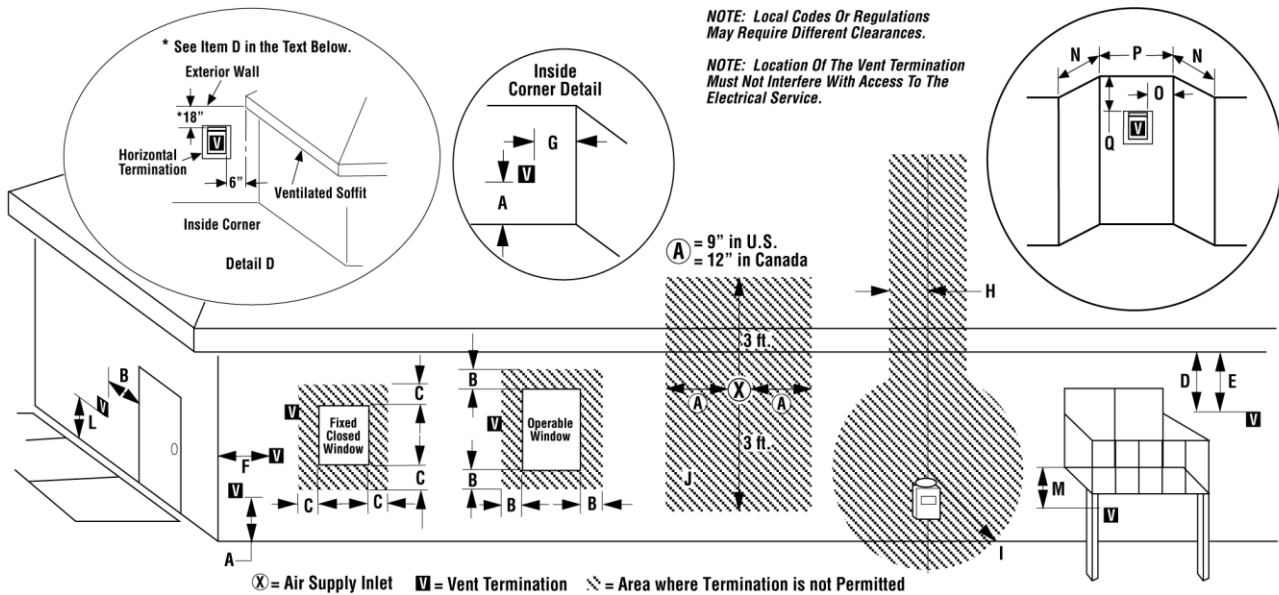 NOTE: Local Codes Or Regulations
May Require Different Clearances.
NOTE: Location Of The Vent Termination
Must Not Interfere With Access To The
Electrical Service.
* See Item D in the Text Below.
Exterior Wall
*18"
V
Horizontal
Termination
6"
Ventilated Soffit
Inside Corner
Detail D
Inside
Corner Detail
G
V
A
N
P
N
O
Q
V
A = 9" in U.S.
= 12" in Canada
H
3 ft.
A
X
A
3 ft.
J
I
B
V
L
F
V
V
A
C
V
Fixed
Closed
Window
C
C
C
B
V
Operable
Window
B
B
B
D
E
V
M
V
X = Air Supply Inlet
V = Vent Termination
= Area where Termination is not Permitted